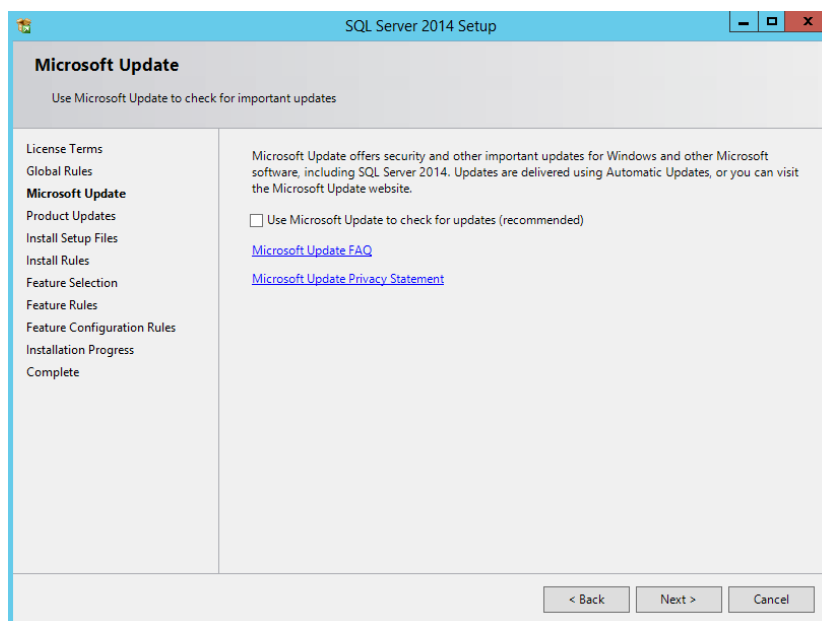 SQL Server 2014 Setup
Microsoft Update
Use Microsoft Update to check for important updates
License Terms
Global Rules
Microsoft Update
Product Updates
Install Setup Files
Install Rules
Feature Selection
Feature Rules
Feature Configuration Rules
Installation Progress
Complete
Microsoft Update offers security and other important updates for Windows and other Microsoft
software, including SQL Server 2014. Updates are delivered using Automatic Updates, or you can visit
the Microsoft Update website.
Use Microsoft Update to check for updates (recommended)
Microsoft Update FAQ
Microsoft Update Privacy Statement
< Back Next > Cancel